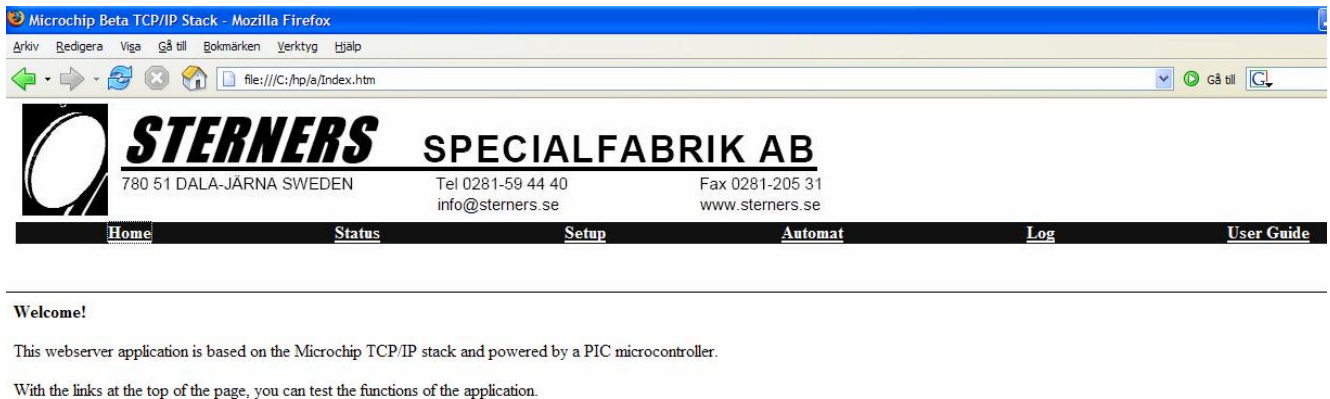 Microchip Beta TCP/IP Stack - Mozilla Firefox
Arkiv Redigera Visa Gå till Bokmärken Verktyg Hjälp
file:///C:/hp/a/Index.htm Gå till G
STERNERS SPECIALFABRIK AB
780 51 DALA-JÄRNA SWEDEN Tel 0281-59 44 40 Fax 0281-205 31
info@sterners.se www.sterners.se
Home Status Setup Automat Log User Guide
Welcome!
This webserver application is based on the Microchip TCP/IP stack and powered by a PIC microcontroller.
With the links at the top of the page, you can test the functions of the application.